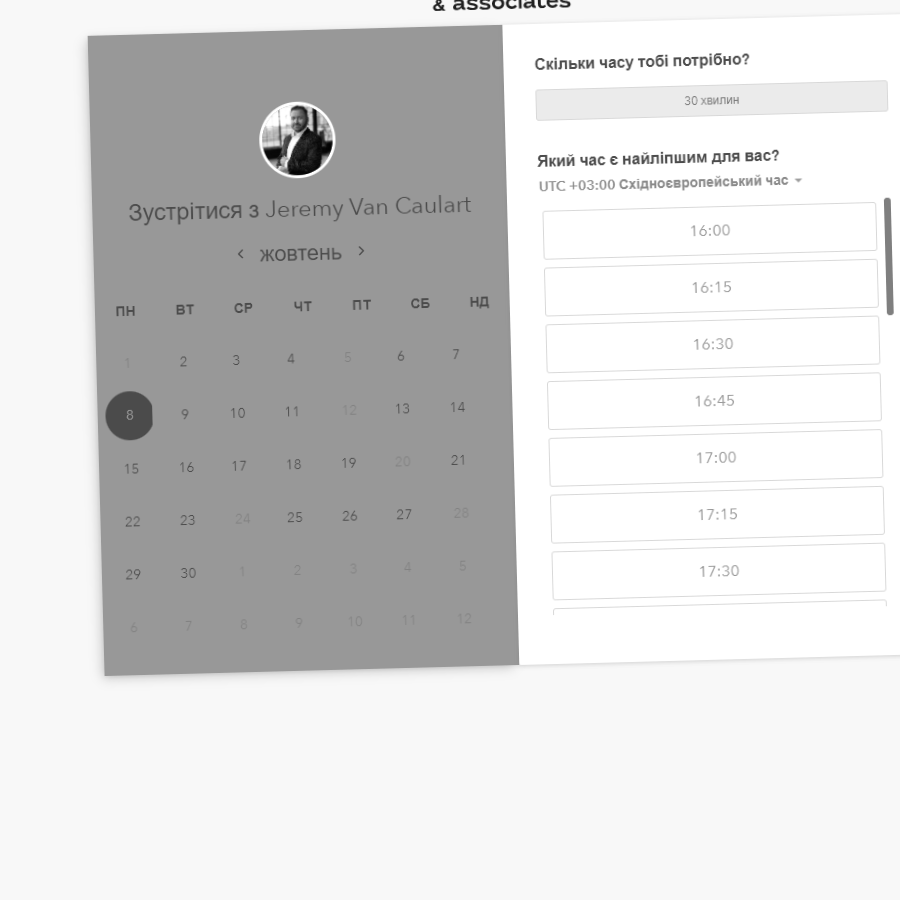 & associates
Зустрітися з Jeremy Van Caulart
жовтень
ПН ВТ СР ЧТ ПТ СБ НД
1 2 3 4 5 6 7
8 9 10 11 12 13 14
15 16 17 18 19 20 21
22 23 24 25 26 27 28
29 30 1 2 3 4 5
6 7 8 9 10 11 12
Скільки часу тобі потрібно?
30 хвилин
Який час є найліпшим для вас?
UTC +03:00 Східноєвропейський час
16:00
16:15
16:30
16:45
17:00
17:15
17:30